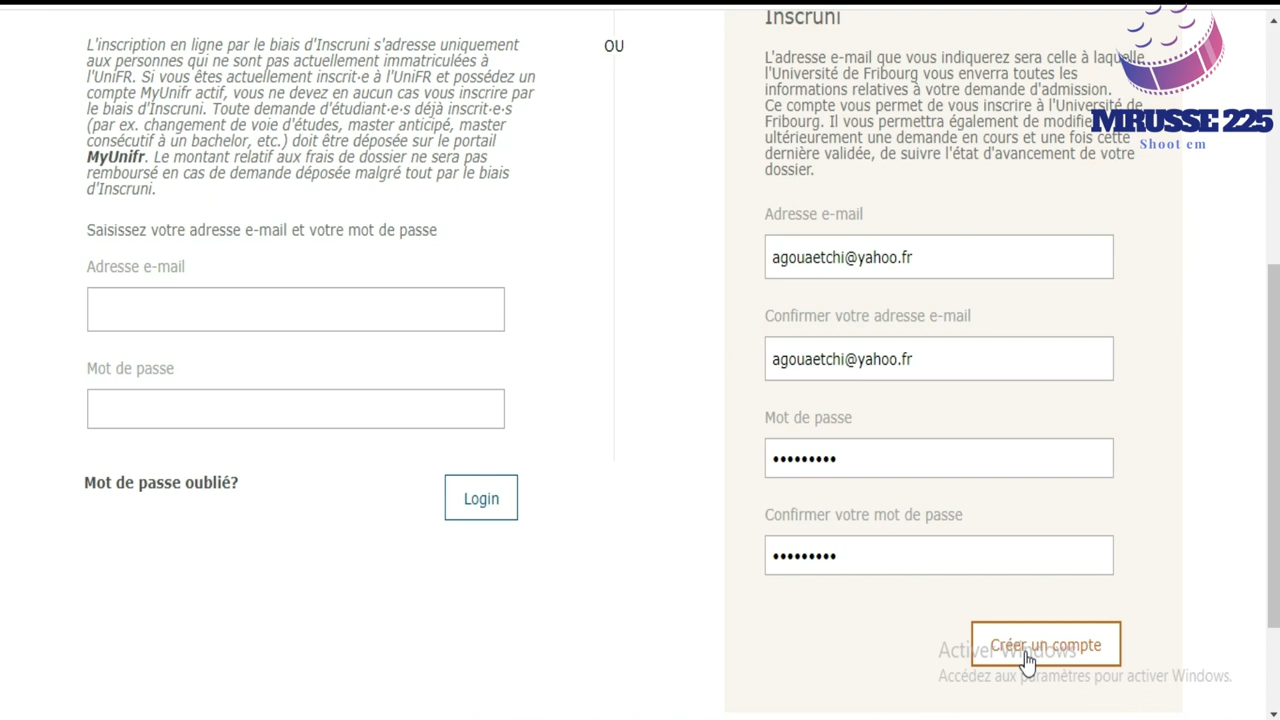 L'inscription en ligne par le biais d'Inscruni s'adresse uniquement
aux personnes qui ne sont pas actuellement immatriculées à
l'UniFR. Si vous êtes actuellement inscrit·e à l'UniFR et possédez un
compte MyUnifr actif, vous ne devez en aucun cas vous inscrire par
le biais d'Inscruni. Toute demande d'étudiant·e·s déjà inscrit·e·s
(par ex. changement de voie d'études, master anticipé, master
consécutif à un bachelor, etc.) doit être déposée sur le portail
MyUnifr. Le montant relatif aux frais de dossier ne sera pas
remboursé en cas de demande déposée malgré tout par le biais
d'Inscruni.
Saisissez votre adresse e-mail et votre mot de passe
Adresse e-mail
Mot de passe
Mot de passe oublié?
Login
OU
Inscruni
L'adresse e-mail que vous indiquerez sera celle à laquelle
l'Université de Fribourg vous enverra toutes les
informations relatives à votre demande d'admission.
Ce compte vous permet de vous inscrire à l'Université de
Fribourg. Il vous permettra également de modifie
ultérieurement une demande en cours et une fois cette
dernière validée, de suivre l'état d'avancement de votre
dossier.
Adresse e-mail
agouaetchi@yahoo.fr
Confirmer votre adresse e-mail
agouaetchi@yahoo.fr
Mot de passe
•••••••••
Confirmer votre mot de passe
•••••••••
Créer un compte
Activer Windows
Accédez aux paramètres pour activer Windows.
MRUSSE 225
Shoot em